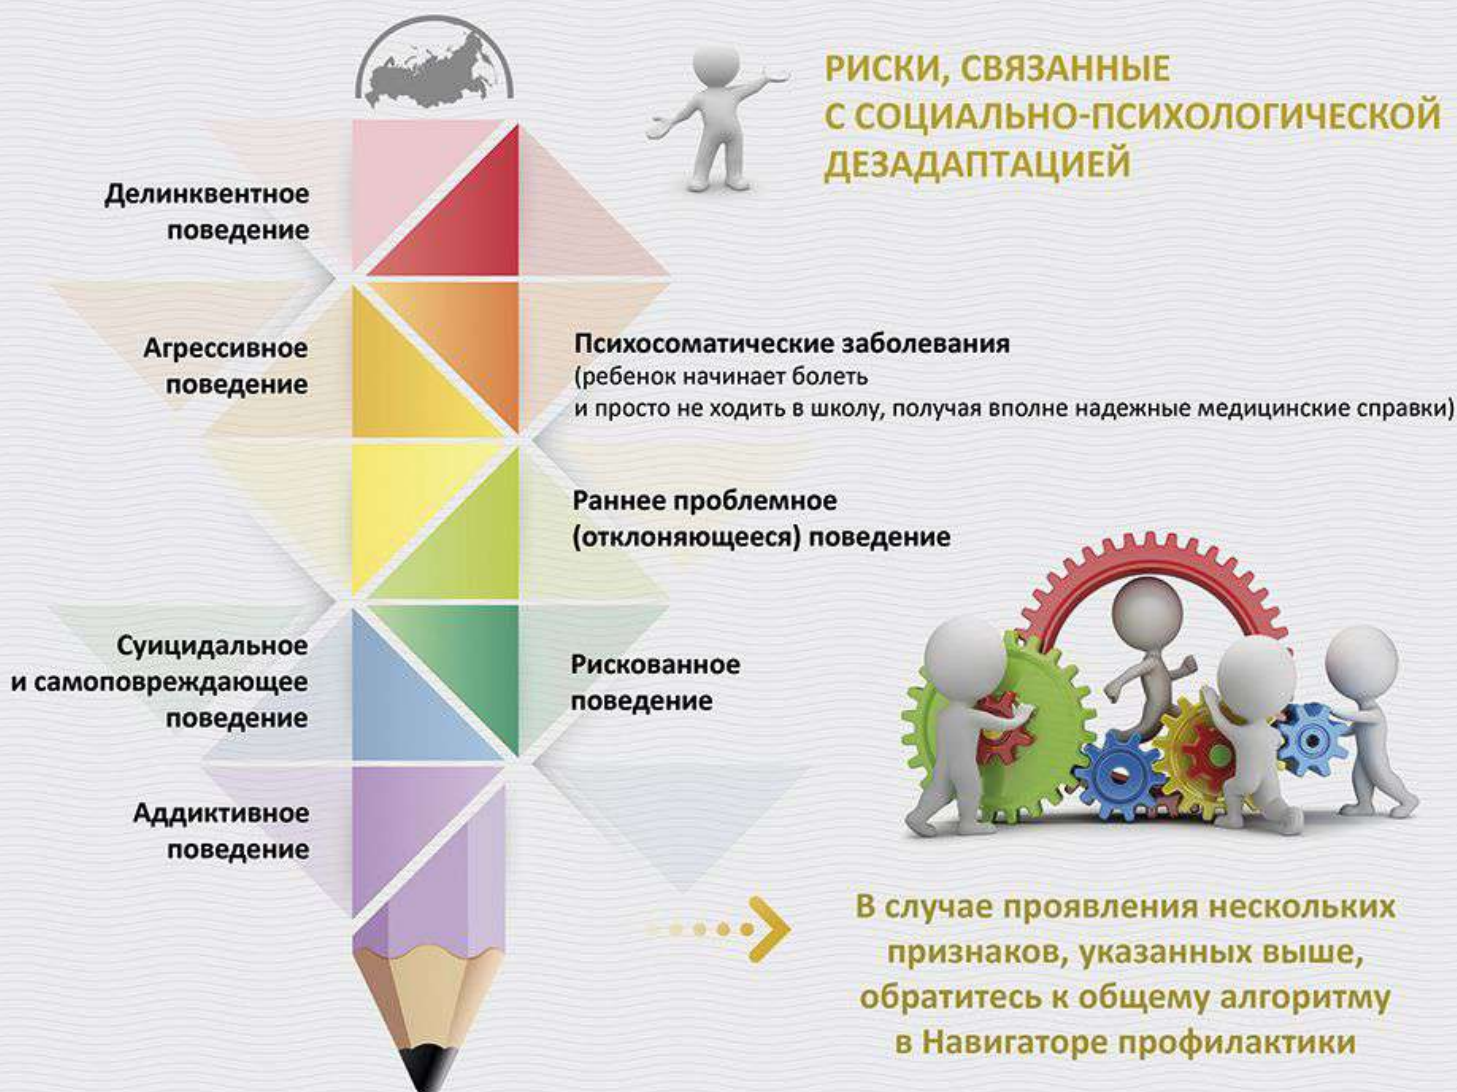 РИСКИ, СВЯЗАННЫЕ
С СОЦИАЛЬНО-ПСИХОЛОГИЧЕСКОЙ
ДЕЗАДАПТАЦИЕЙ
Делинквентное
поведение
Агрессивное
поведение
Психосоматические заболевания
(ребенок начинает болеть
и просто не ходить в школу, получая вполне надежные медицинские справки)
Раннее проблемное
(отклоняющееся) поведение
Суицидальное
и самоповреждающее
поведение
Рискованное
поведение
Аддиктивное
поведение
В случае проявления нескольких
признаков, указанных выше,
обратитесь к общему алгоритму
в Навигаторе профилактики